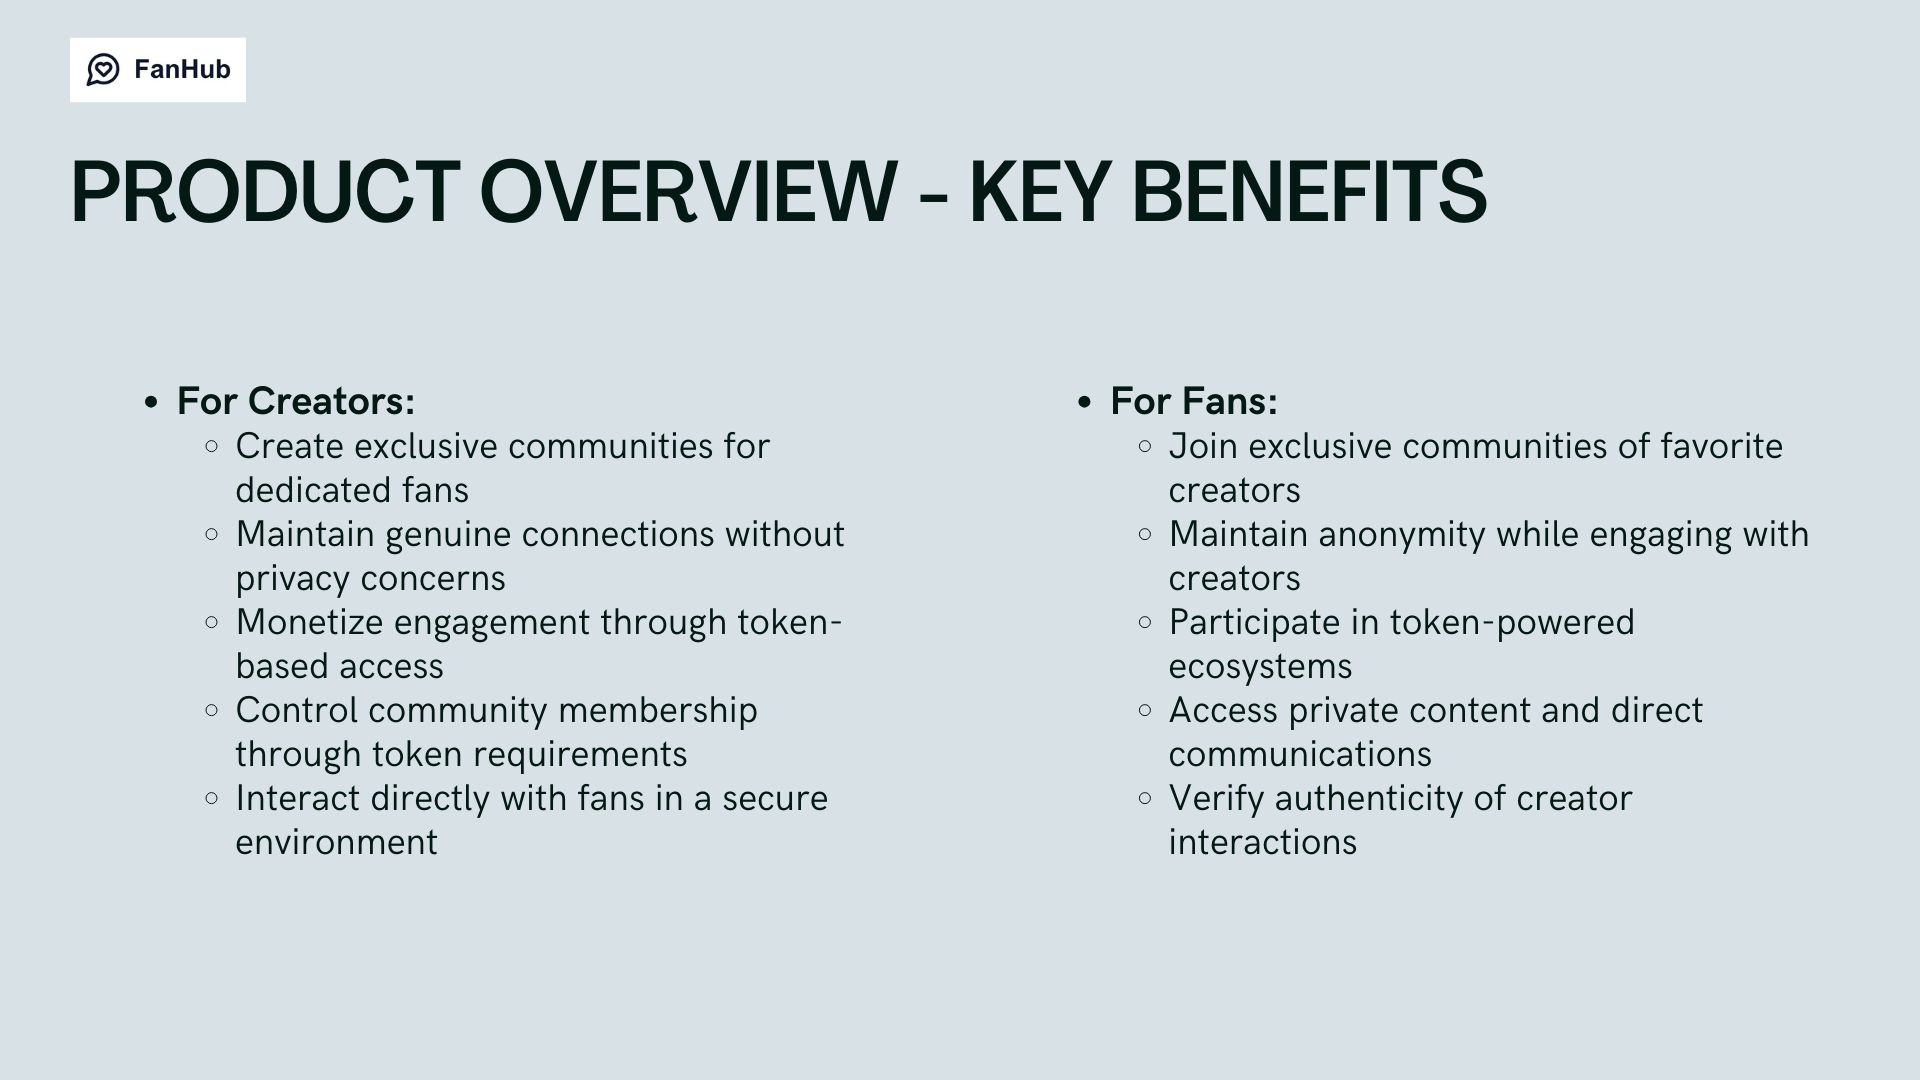 FanHub
PRODUCT OVERVIEW – KEY BENEFITS
• For Creators:
○ Create exclusive communities for
dedicated fans
○ Maintain genuine connections without
privacy concerns
○ Monetize engagement through token-
based access
○ Control community membership
through token requirements
○ Interact directly with fans in a secure
environment
• For Fans:
○ Join exclusive communities of favorite
creators
○ Maintain anonymity while engaging with
creators
○ Participate in token-powered
ecosystems
○ Access private content and direct
communications
○ Verify authenticity of creator
interactions